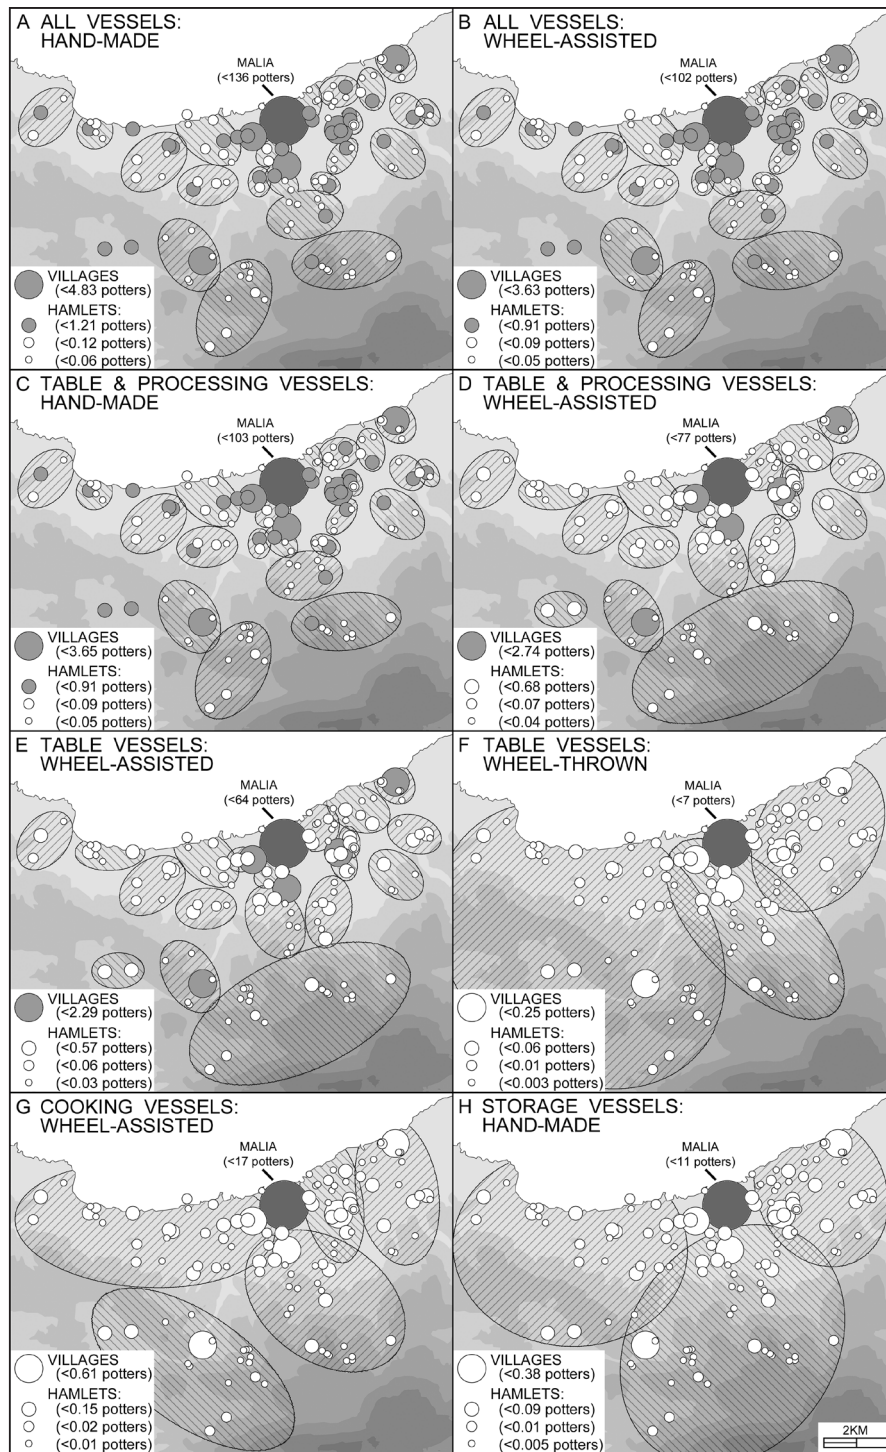 A ALL VESSELS:
HAND-MADE
MALIA
(<136 potters)
VILLAGES
(<4.83 potters)
HAMLETS:
(<1.21 potters)
(<0.12 potters)
(<0.06 potters)
B ALL VESSELS:
WHEEL-ASSISTED
MALIA
(<102 potters)
VILLAGES
(<3.63 potters)
HAMLETS:
(<0.91 potters)
(<0.09 potters)
(<0.05 potters)
C TABLE & PROCESSING VESSELS:
HAND-MADE
MALIA
(<103 potters)
VILLAGES
(<3.65 potters)
HAMLETS:
(<0.91 potters)
(<0.09 potters)
(<0.05 potters)
D TABLE & PROCESSING VESSELS:
WHEEL-ASSISTED
MALIA
(<77 potters)
VILLAGES
(<2.74 potters)
HAMLETS:
(<0.68 potters)
(<0.07 potters)
(<0.04 potters)
E TABLE VESSELS:
WHEEL-ASSISTED
MALIA
(<64 potters)
VILLAGES
(<2.29 potters)
HAMLETS:
(<0.57 potters)
(<0.06 potters)
(<0.03 potters)
F TABLE VESSELS:
WHEEL-THROWN
MALIA
(<7 potters)
VILLAGES
(<0.25 potters)
HAMLETS:
(<0.06 potters)
(<0.01 potters)
(<0.003 potters)
G COOKING VESSELS:
WHEEL-ASSISTED
MALIA
(<17 potters)
VILLAGES
(<0.61 potters)
HAMLETS:
(<0.15 potters)
(<0.02 potters)
(<0.01 potters)
H STORAGE VESSELS:
HAND-MADE
MALIA
(<11 potters)
VILLAGES
(<0.38 potters)
HAMLETS:
(<0.09 potters)
(<0.01 potters)
(<0.005 potters)
2KM